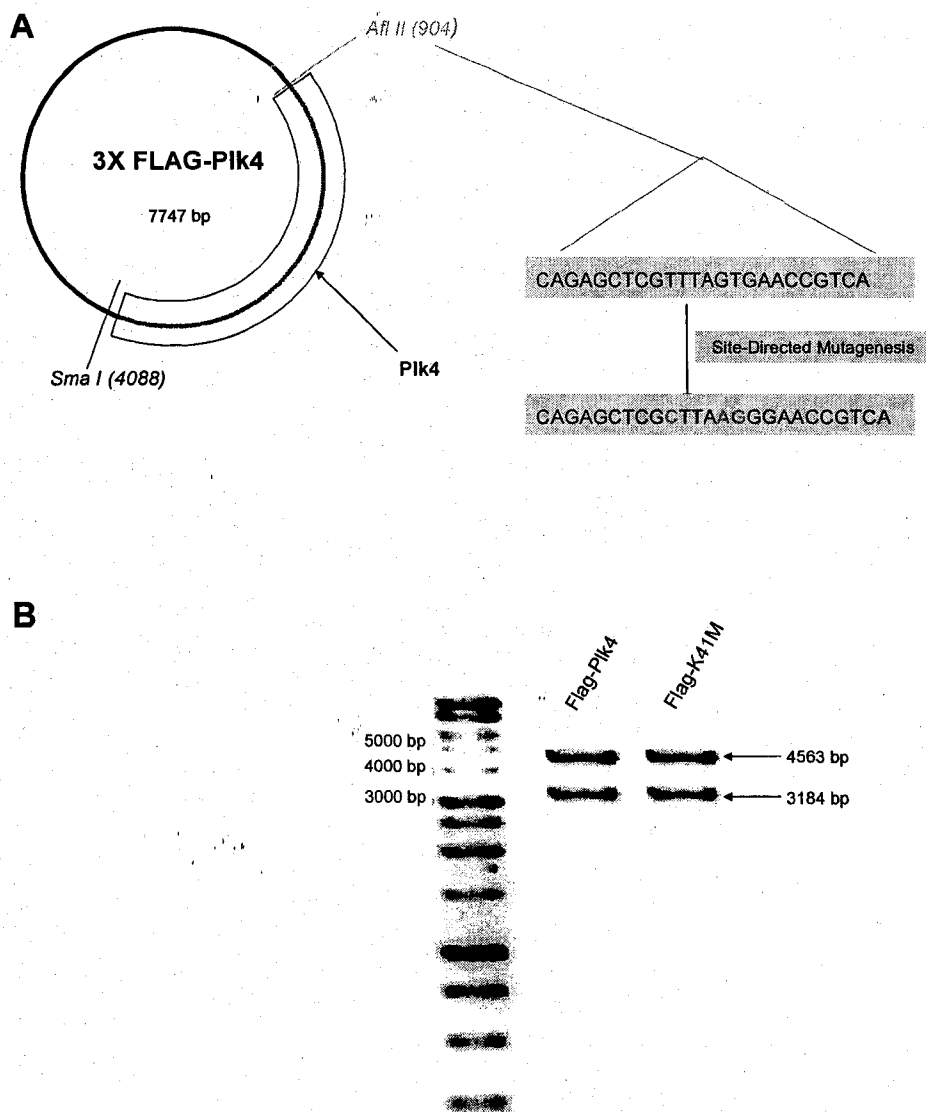 A
Afl II (904)
3X FLAG-Plk4
7747 bp
CAGAGCTCGTTTAGTGAACCGTCA
Site-Directed Mutagenesis
Plk4
Sma I (4088)
CAGAGCTCGCTTAAGGGAACCGTCA
B
Flag-Plk4
Flag-K41M
5000 bp
4000 bp
3000 bp
4563 bp
3184 bp